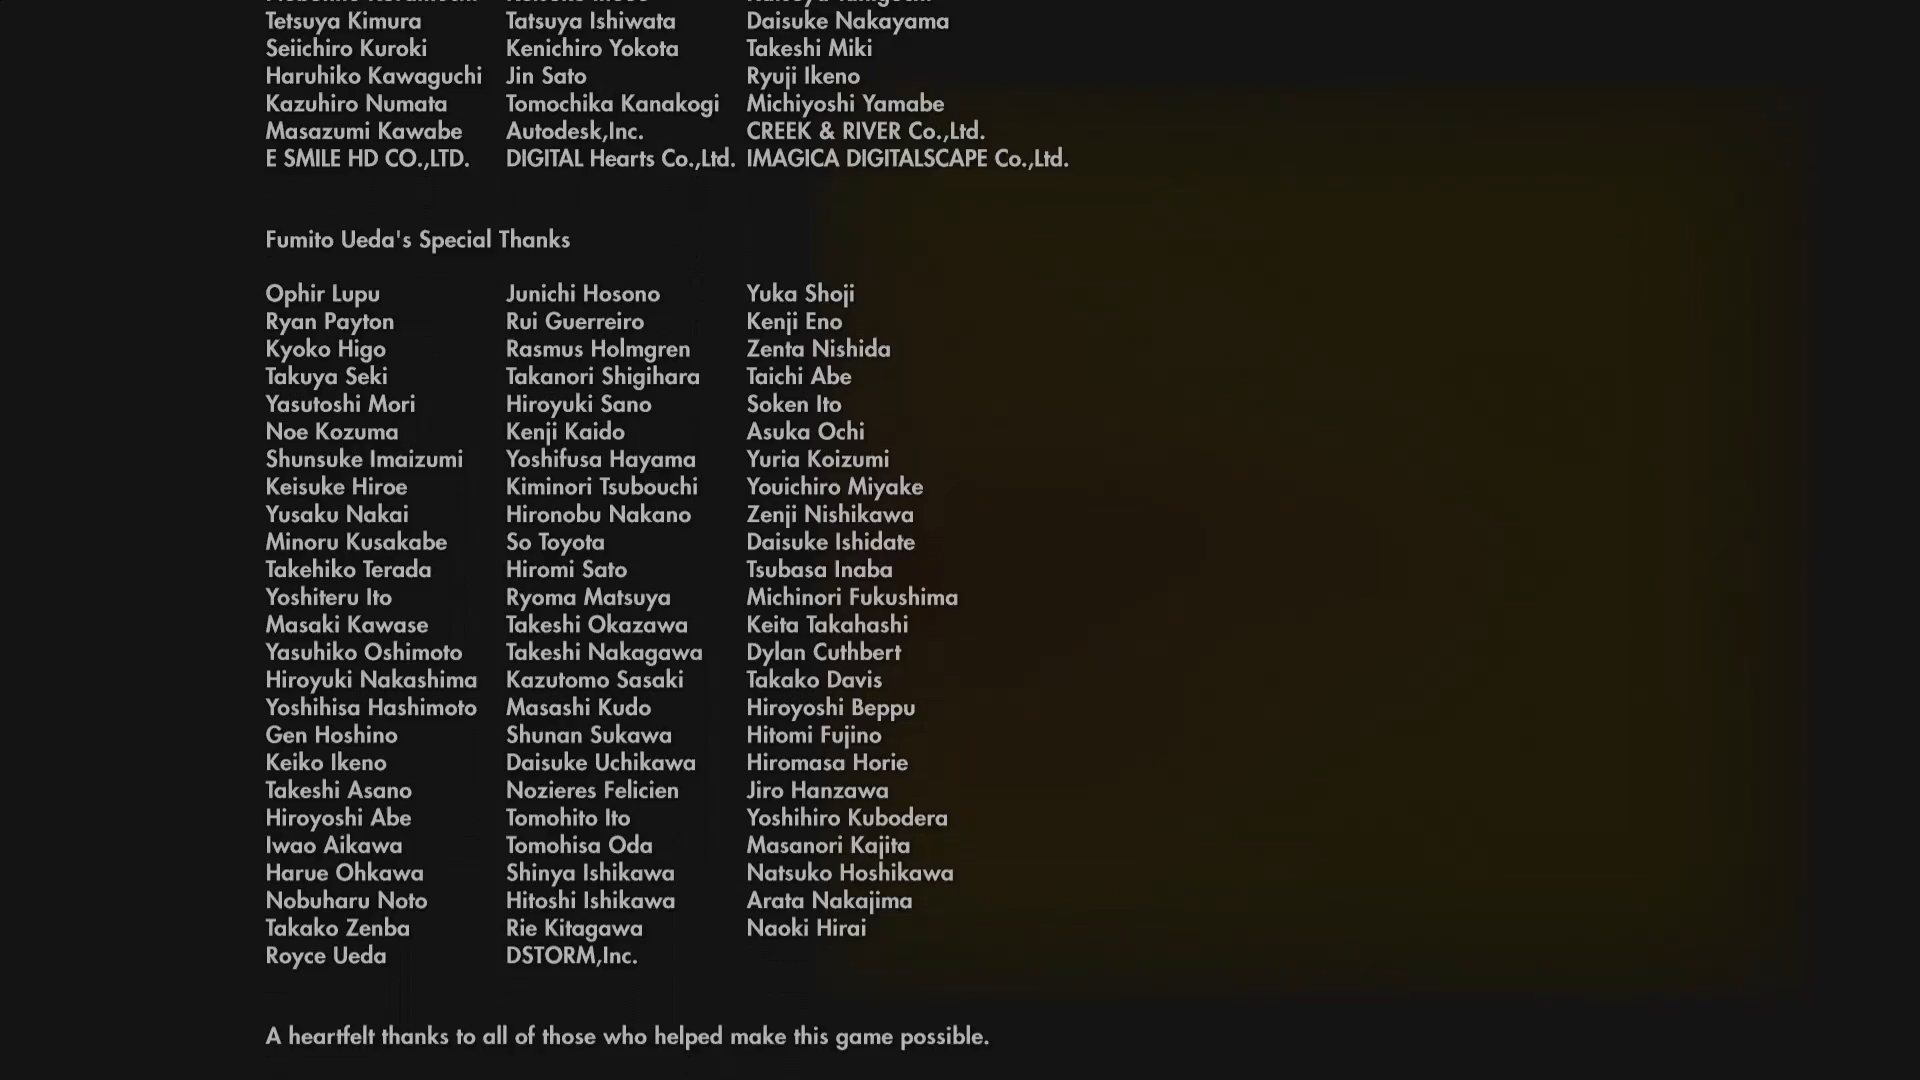 Tetsuya Kimura Tatsuya Ishiwata Daisuke Nakayama
Seiichiro Kuroki Kenichiro Yokota Takeshi Miki
Haruhiko Kawaguchi Jin Sato Ryuji Ikeno
Kazuhiro Numata Tomochika Kanakogi Michiyoshi Yamabe
Masazumi Kawabe Autodesk,Inc. CREEK & RIVER Co.,Ltd.
E SMILE HD CO.,LTD. DIGITAL Hearts Co.,Ltd. IMAGICA DIGITALSCAPE Co.,Ltd.
Fumito Ueda's Special Thanks
Ophir Lupu Junichi Hosono Yuka Shoji
Ryan Payton Rui Guerreiro Kenji Eno
Kyoko Higo Rasmus Holmgren Zenta Nishida
Takuya Seki Takanori Shigihara Taichi Abe
Yasutoshi Mori Hiroyuki Sano Soken Ito
Noe Kozuma Kenji Kaido Asuka Ochi
Shunsuke Imaizumi Yoshifusa Hayama Yuria Koizumi
Keisuke Hiroe Kiminori Tsubouchi Youichiro Miyake
Yusaku Nakai Hironobu Nakano Zenji Nishikawa
Minoru Kusakabe So Toyota Daisuke Ishidate
Takehiko Terada Hiromi Sato Tsubasa Inaba
Yoshiteru Ito Ryoma Matsuya Michinori Fukushima
Masaki Kawase Takeshi Okazawa Keita Takahashi
Yasuhiko Oshimoto Takeshi Nakagawa Dylan Cuthbert
Hiroyuki Nakashima Kazutomo Sasaki Takako Davis
Yoshihisa Hashimoto Masashi Kudo Hiroyoshi Beppu
Gen Hoshino Shunan Sukawa Hitomi Fujino
Keiko Ikeno Daisuke Uchikawa Hiromasa Horie
Takeshi Asano Nozieres Felicien Jiro Hanzawa
Hiroyoshi Abe Tomohito Ito Yoshihiro Kubodera
Iwao Aikawa Tomohisa Oda Masanori Kajita
Harue Ohkawa Shinya Ishikawa Natsuko Hoshikawa
Nobuharu Noto Hitoshi Ishikawa Arata Nakajima
Takako Zenba Rie Kitagawa Naoki Hirai
Royce Ueda DSTORM,Inc.
A heartfelt thanks to all of those who helped make this game possible.